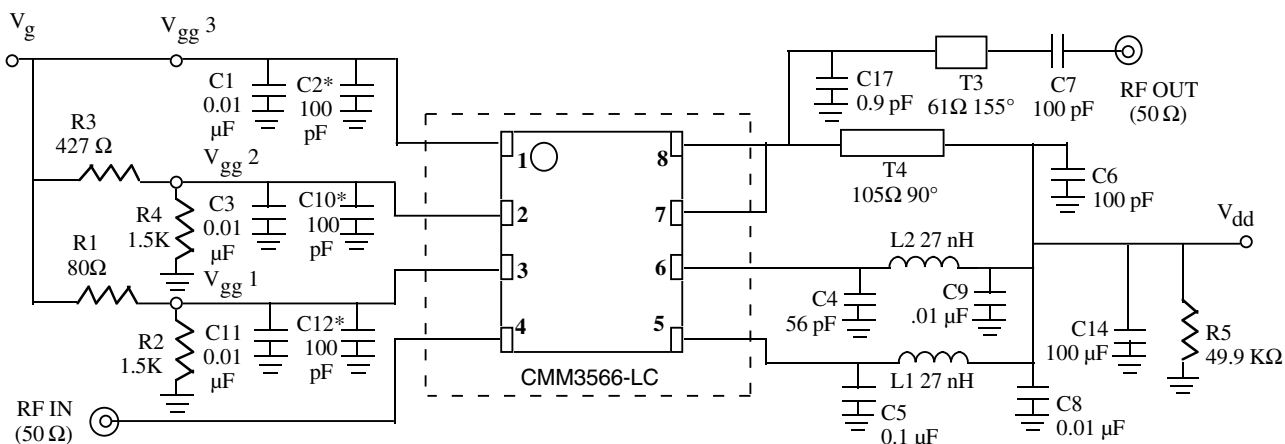 V_g
V_gg 3
C1
0.01
µF
C2*
100
pF
R3
427 Ω
V_gg 2
R4
1.5K
C3
0.01
µF
C10*
100
pF
R1
80Ω
V_gg 1
R2
1.5K
C11
0.01
µF
C12*
100
pF
RF IN
(50 Ω)
1
2
3
4
8
7
6
5
CMM3566-LC
C17
0.9 pF
T3
61Ω 155°
C7
100 pF
RF OUT
(50 Ω)
T4
105Ω 90°
C6
100 pF
V_dd
L2 27 nH
C4
56 pF
C9
.01 µF
L1 27 nH
C5
0.1 µF
C8
0.01 µF
C14
100 µF
R5
49.9 KΩ